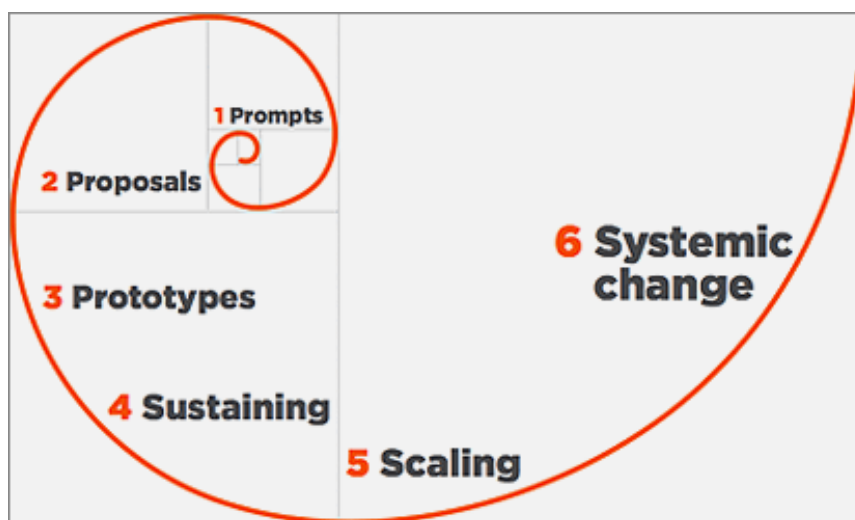 1 Prompts
2 Proposals
3 Prototypes
4 Sustaining
5 Scaling
6 Systemic
change